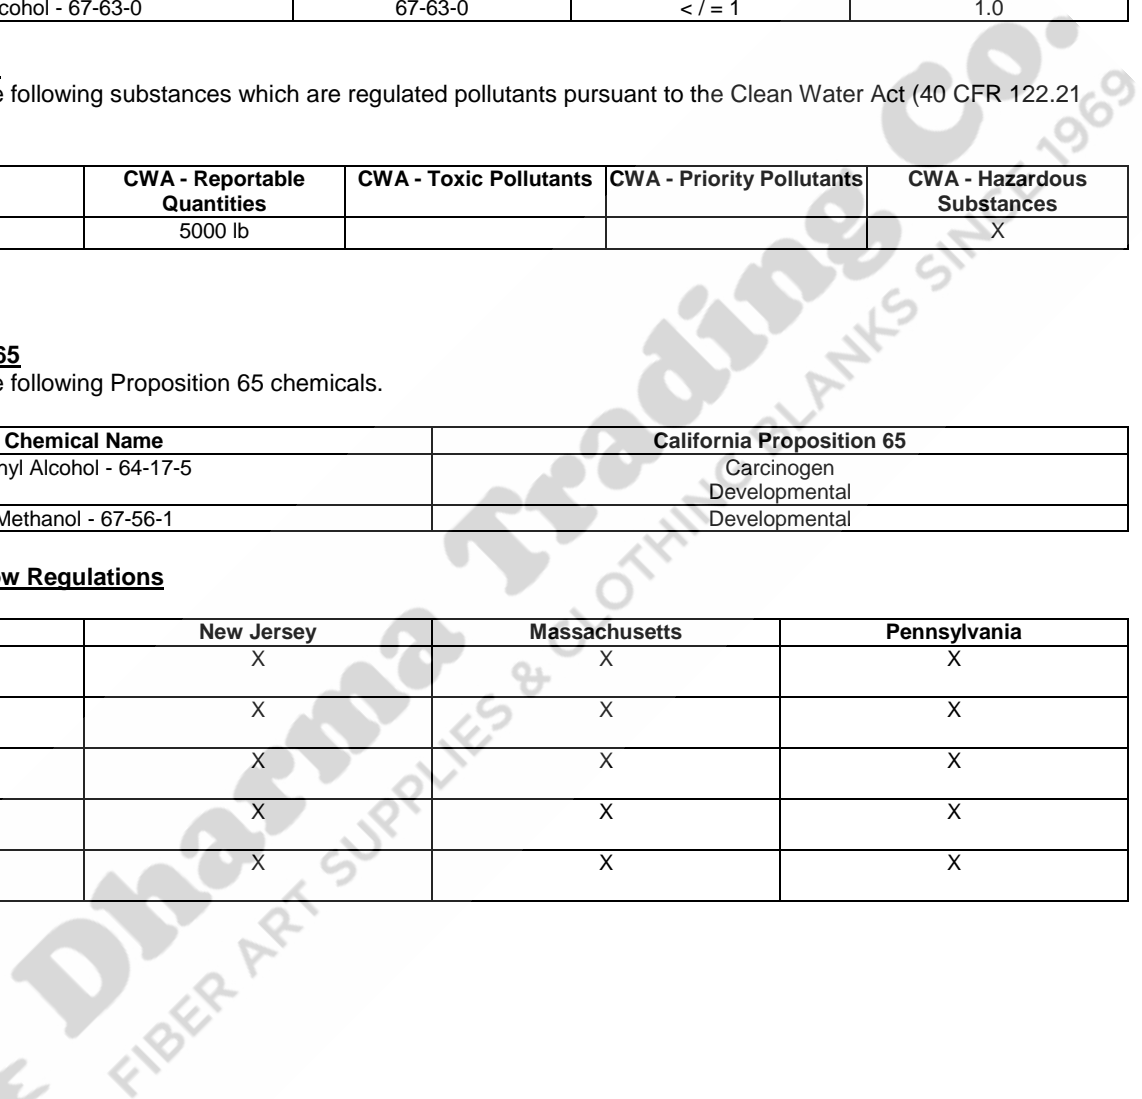 cohol - 67-63-0 67-63-0 < / = 1 1.0
e following substances which are regulated pollutants pursuant to the Clean Water Act (40 CFR 122.21
CWA - Reportable Quantities CWA - Toxic Pollutants CWA - Priority Pollutants CWA - Hazardous Substances
5000 lb X
65
e following Proposition 65 chemicals.
Chemical Name California Proposition 65
nyl Alcohol - 64-17-5 Carcinogen
Developmental
Methanol - 67-56-1 Developmental
ow Regulations
New Jersey Massachusetts Pennsylvania
X X X
X X X
X X X
X X X
X X X
Dharma Trading Co.
FIBER ART SUPPLIES & CLOTHING BLANKS SINCE 1969